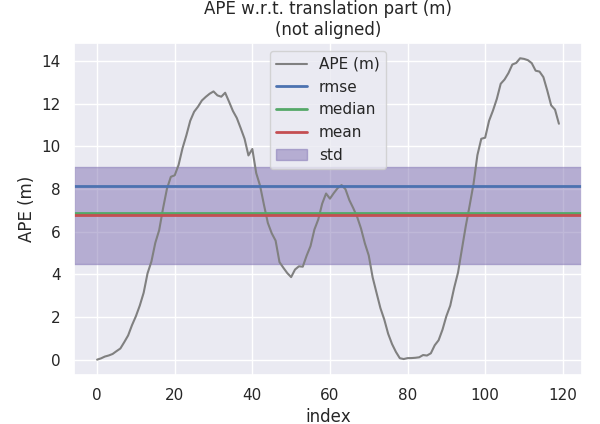 APE w.r.t. translation part (m)
(not aligned)
APE (m)
rmse
median
mean
std
APE (m)
14
12
10
8
6
4
2
0
0 20 40 60 80 100 120
index